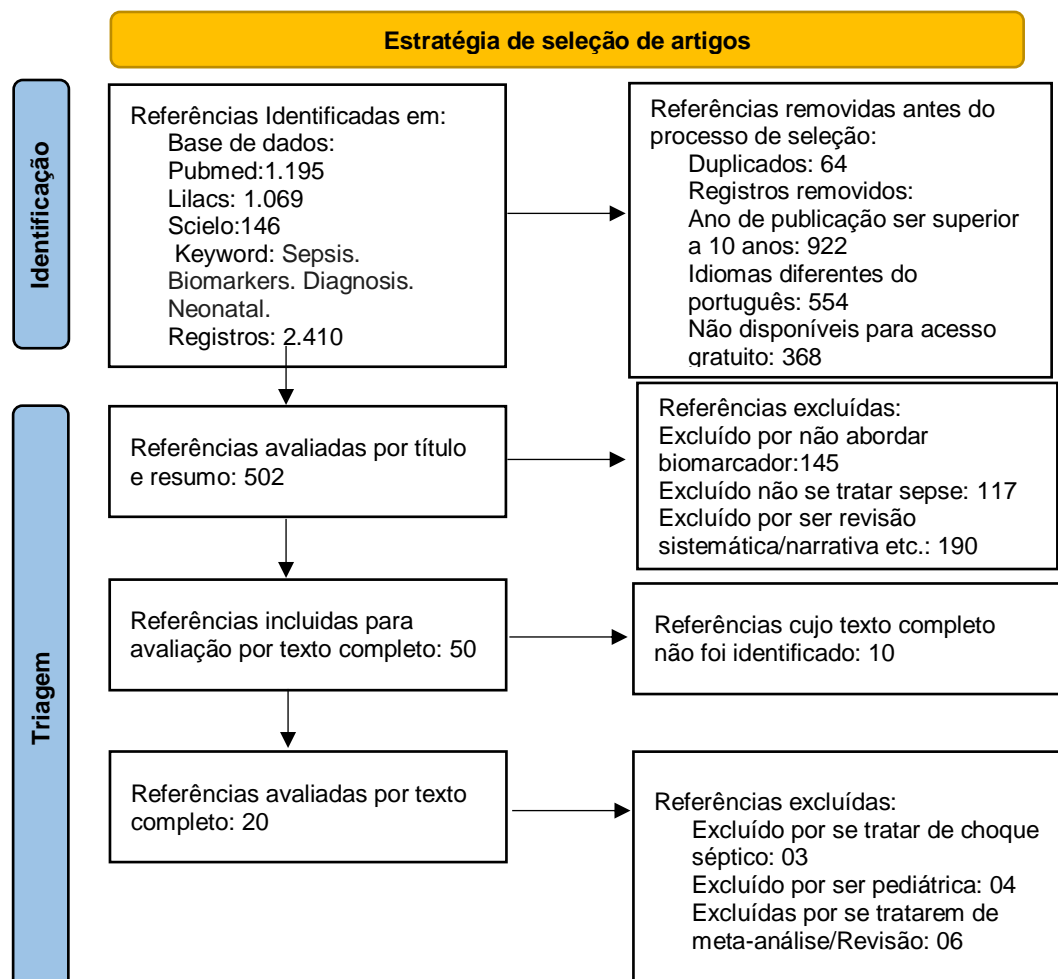 Estratégia de seleção de artigos
Identificação
Referências Identificadas em:
Base de dados:
Pubmed:1.195
Lilacs: 1.069
Scielo:146
Keyword: Sepsis.
Biomarkers. Diagnosis.
Neonatal.
Registros: 2.410
Referências removidas antes do
processo de seleção:
Duplicados: 64
Registros removidos:
Ano de publicação ser superior
a 10 anos: 922
Idiomas diferentes do
português: 554
Não disponíveis para acesso
gratuito: 368
Triagem
Referências avaliadas por título
e resumo: 502
Referências excluídas:
Excluído por não abordar
biomarcador:145
Excluído não se tratar sepse: 117
Excluído por ser revisão
sistemática/narrativa etc.: 190
Referências incluidas para
avaliação por texto completo: 50
Referências cujo texto completo
não foi identificado: 10
Referências avaliadas por texto
completo: 20
Referências excluídas:
Excluído por se tratar de choque
séptico: 03
Excluído por ser pediátrica: 04
Excluídas por se tratarem de
meta-análise/Revisão: 06